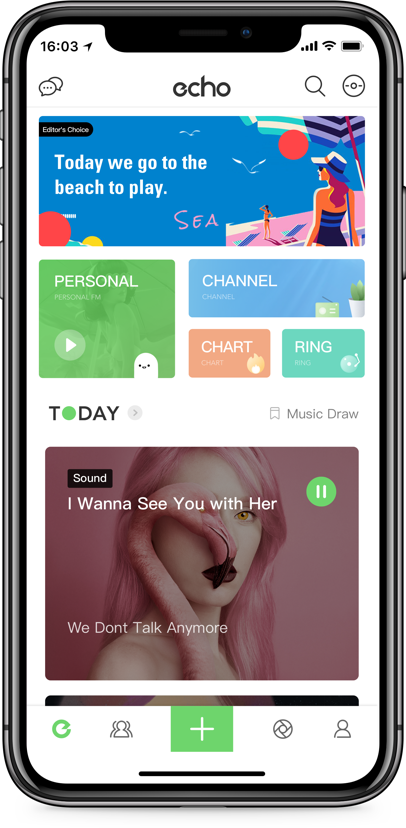 16:03
echo
Editor's Choice
Today we go to the
beach to play.
SEA
PERSONAL
PERSONAL FM
CHANNEL
CHANNEL
CHART
CHART
RING
RING
TODAY
Music Draw
Sound
I Wanna See You with Her
We Dont Talk Anymore